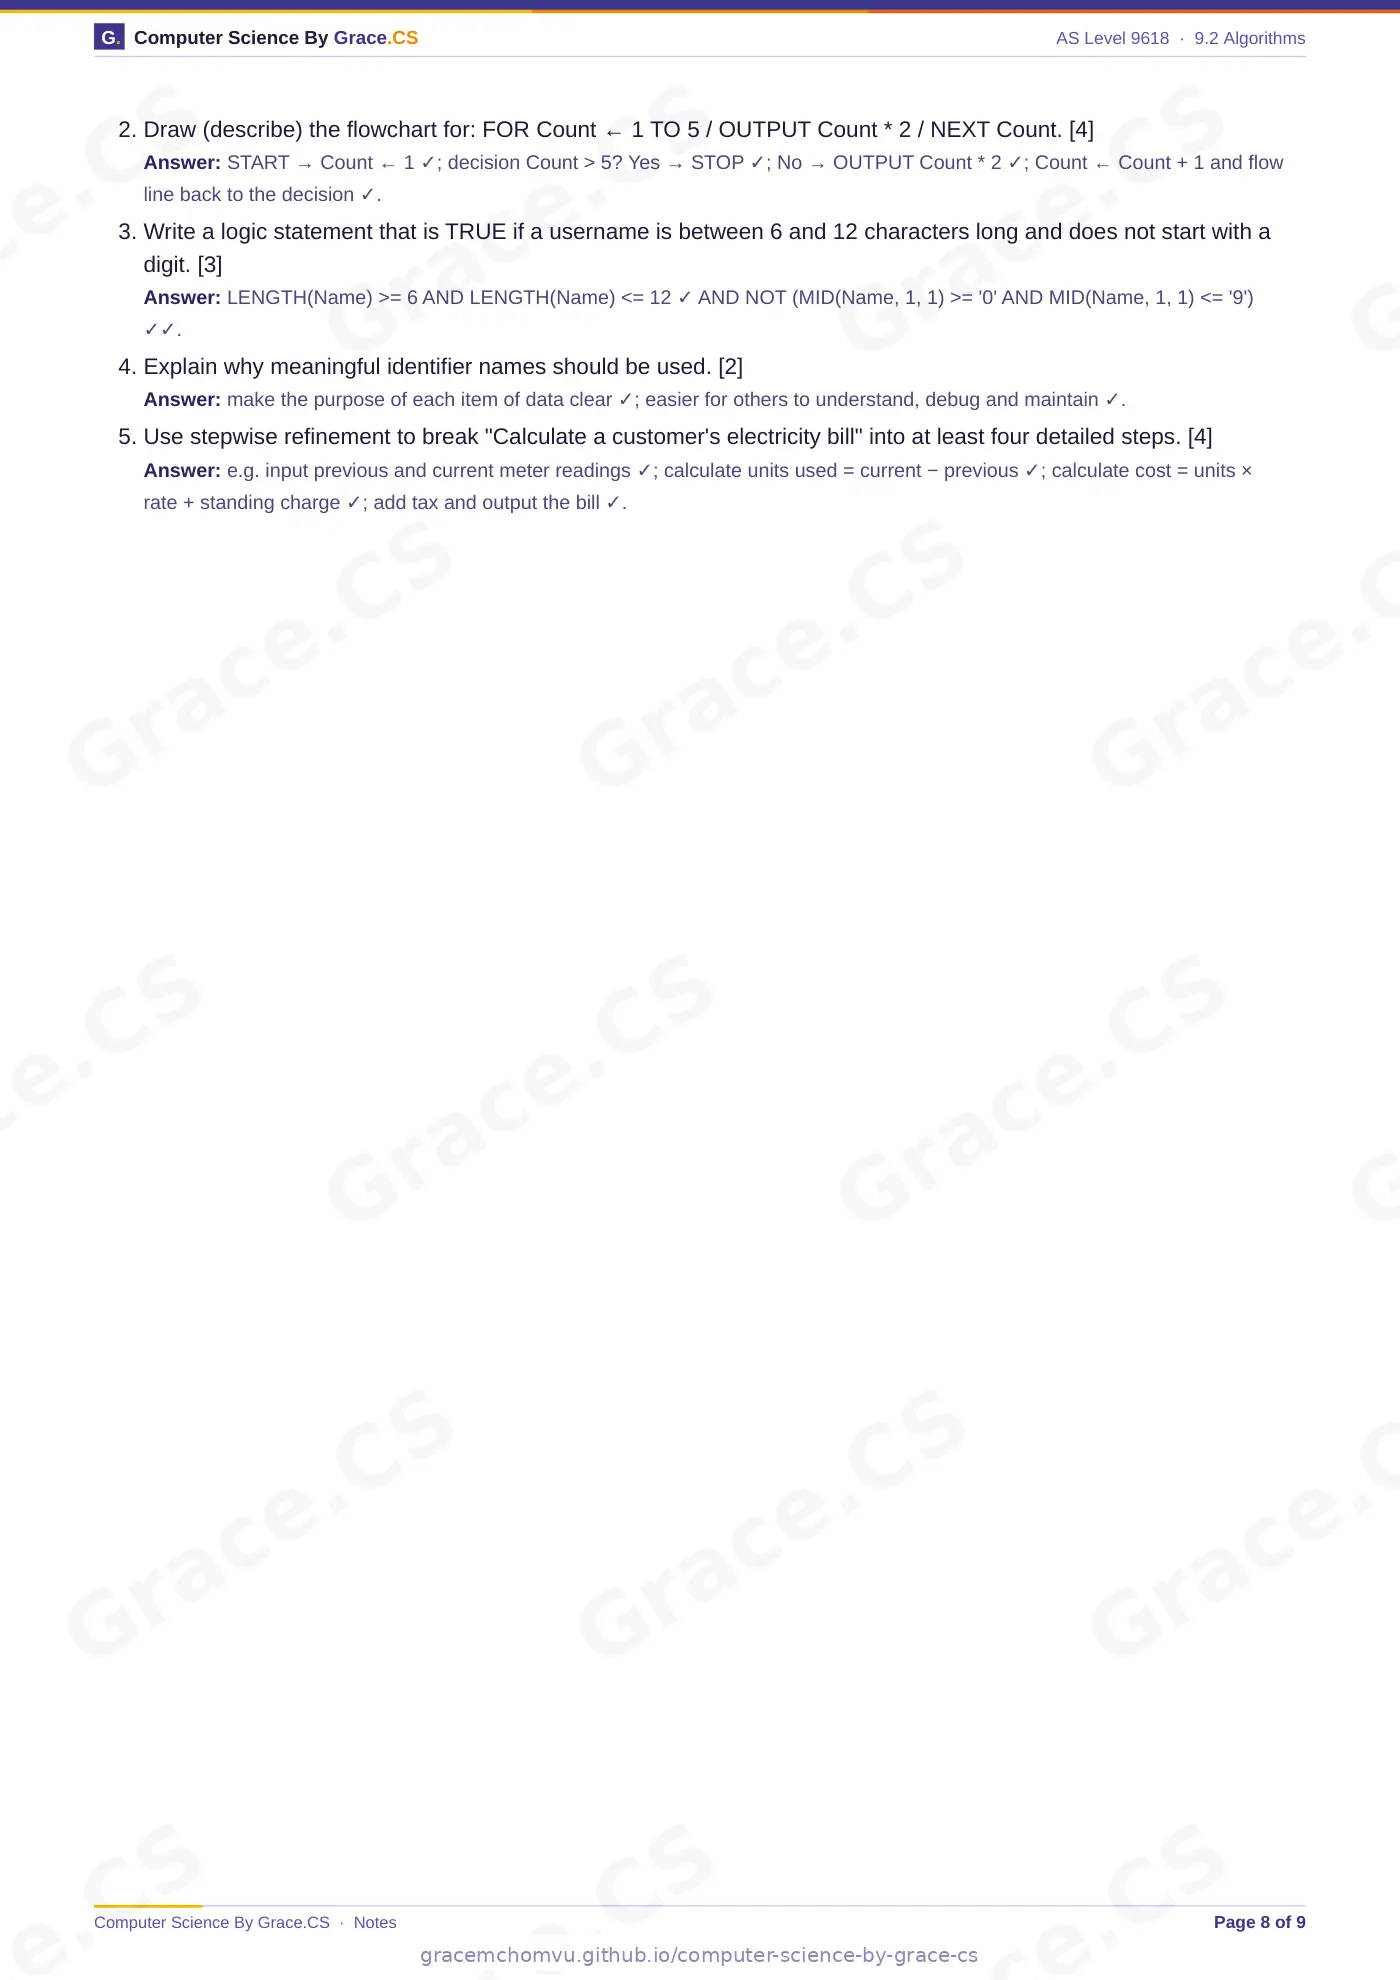 G. Computer Science By Grace.CS
AS Level 9618 · 9.2 Algorithms
2. Draw (describe) the flowchart for: FOR Count ← 1 TO 5 / OUTPUT Count * 2 / NEXT Count. [4]
Answer: START → Count ← 1 ✓; decision Count > 5? Yes → STOP ✓; No → OUTPUT Count * 2 ✓; Count ← Count + 1 and flow
line back to the decision ✓.
3. Write a logic statement that is TRUE if a username is between 6 and 12 characters long and does not start with a
digit. [3]
Answer: LENGTH(Name) >= 6 AND LENGTH(Name) <= 12 ✓ AND NOT (MID(Name, 1, 1) >= '0' AND MID(Name, 1, 1) <= '9')
✓✓.
4. Explain why meaningful identifier names should be used. [2]
Answer: make the purpose of each item of data clear ✓; easier for others to understand, debug and maintain ✓.
5. Use stepwise refinement to break "Calculate a customer's electricity bill" into at least four detailed steps. [4]
Answer: e.g. input previous and current meter readings ✓; calculate units used = current − previous ✓; calculate cost = units ×
rate + standing charge ✓; add tax and output the bill ✓.
Computer Science By Grace.CS · Notes
Page 8 of 9
gracemchomvu.github.io/computer-science-by-grace-cs